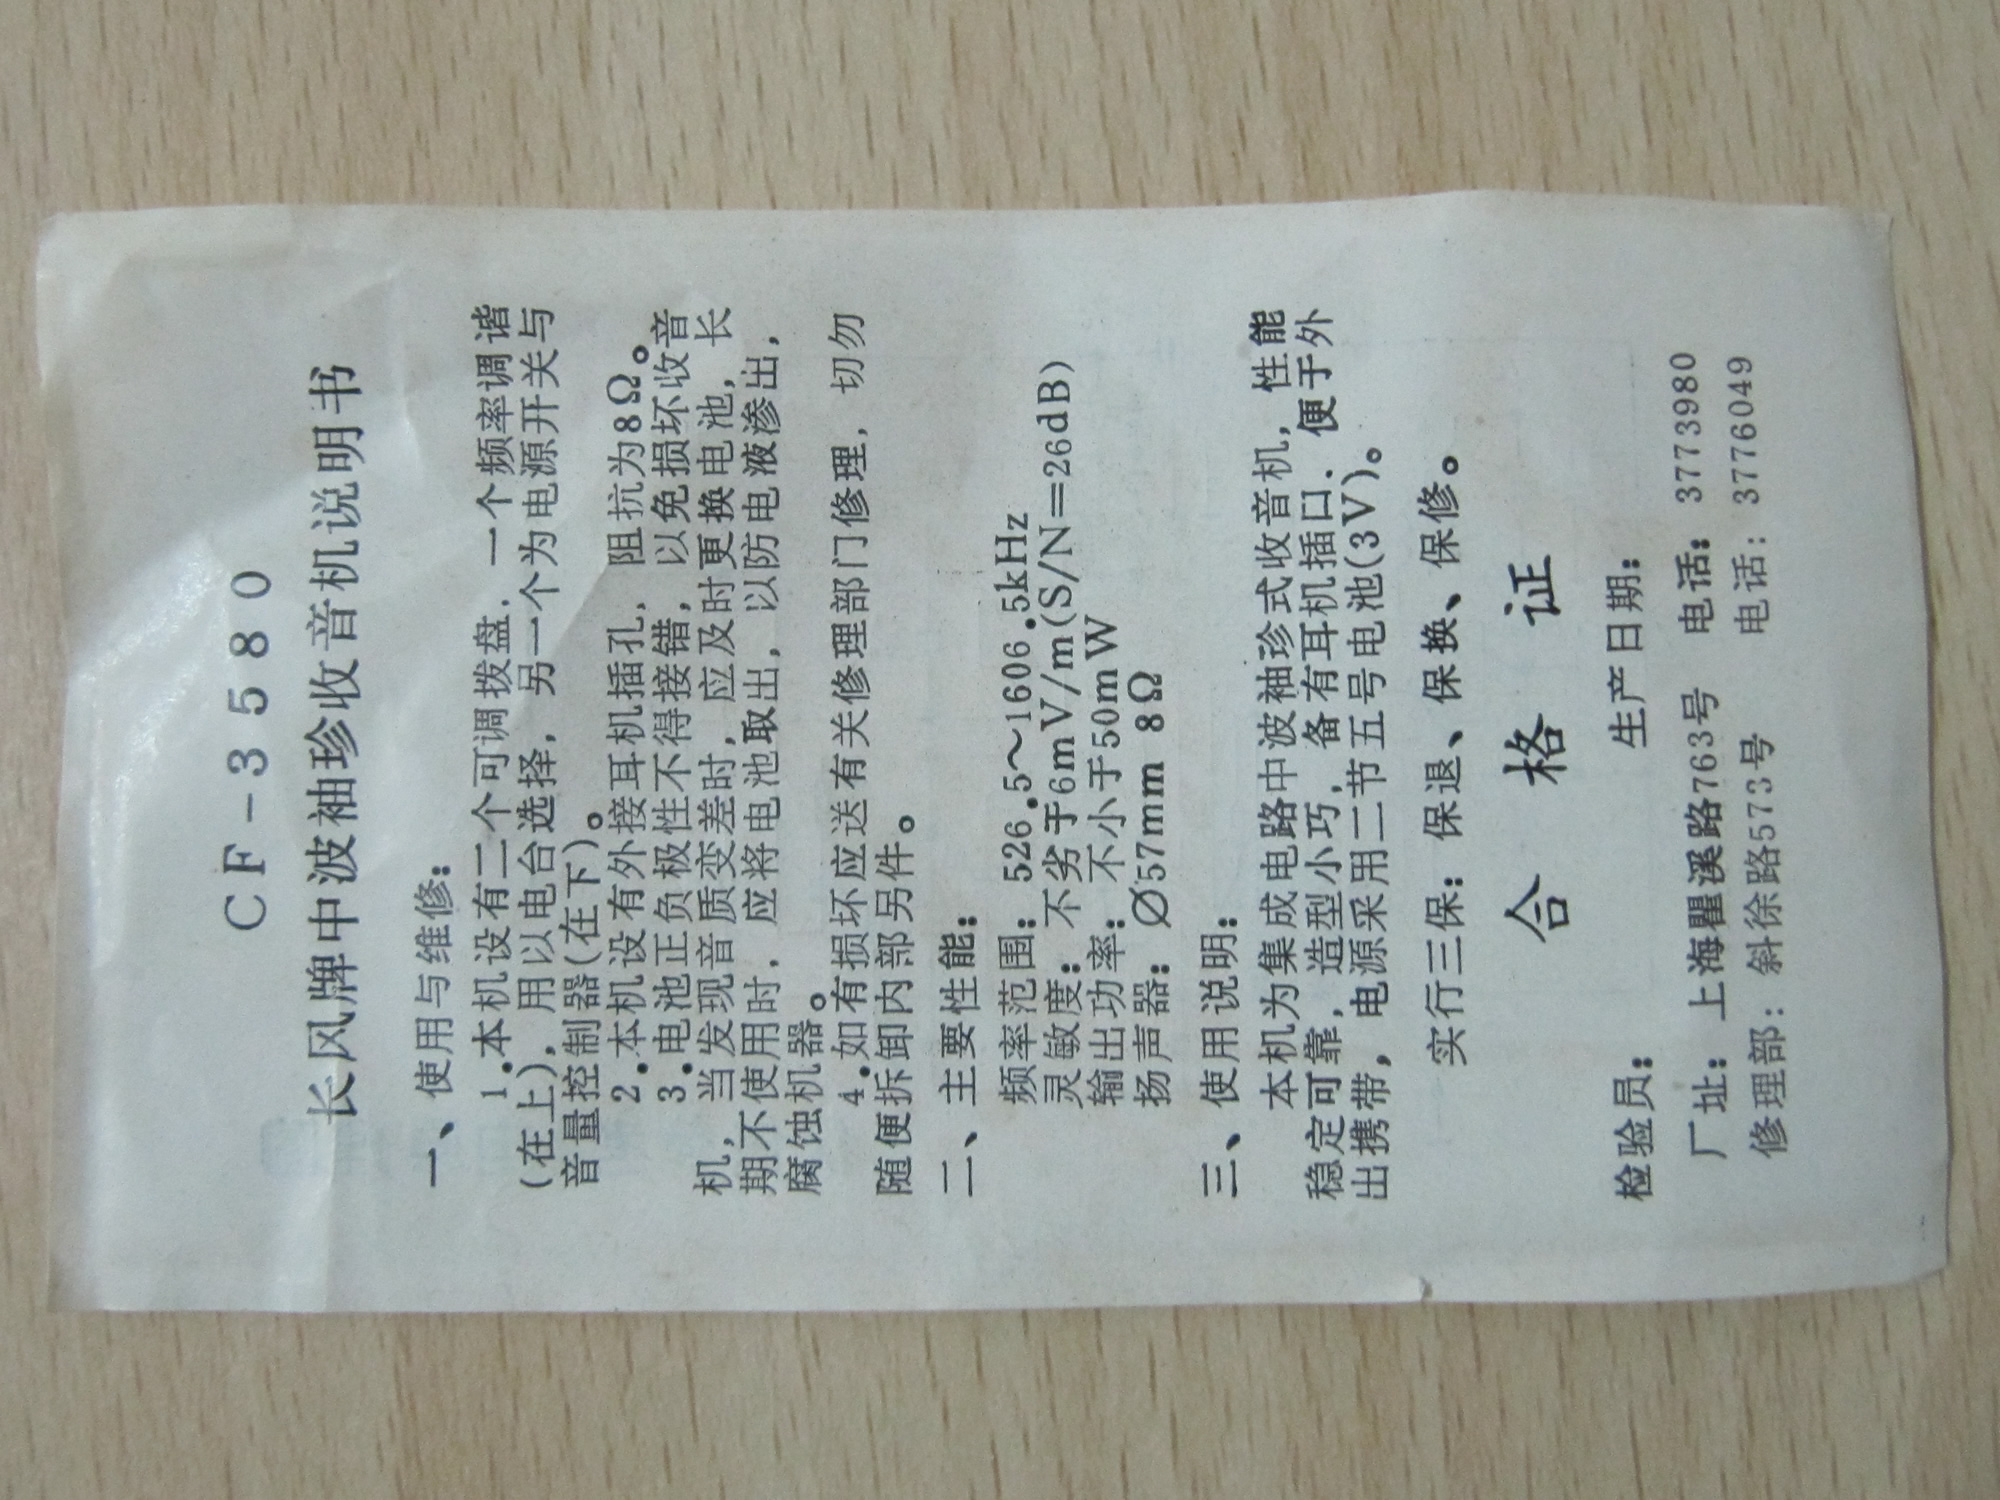 CF-3580
长风牌中波袖珍收音机说明书
一、使用与维修：
1.本机设有二个可调拨盘．一个频率调谐
(在上)，用以电台选择，另一个为电源开关与
音量控制器(在下)。
2.本机设有外接耳机插孔，阻抗为8Ω。
3.电池正负极性不得接错，以免损坏收音
机，当发现音质变差时，应及时更换电池，长
期不使用时，应将电池取出，以防电液渗出，
腐蚀机器。
4.如有损坏应送有关修理部门修理，切勿
随便拆卸内部另件。
二、主要性能：
频率范围：526.5～1606.5kHz
灵敏度：不劣于6mV/m(S/N=26dB)
输出功率：不小于50mW
扬声器：∅57mm 8Ω
三、使用说明：
本机为集成电路中波袖珍式收音机，性能
稳定可靠，造型小巧，备有耳机插口．便于外
出携带，电源采用二节五号电池(3V)。
实行三保：保退、保换、保修。
合 格 证
检验员： 生产日期：
厂 址：上海瞿溪路763号 电话：3773980
修理部：斜徐路573号 电话：3776049